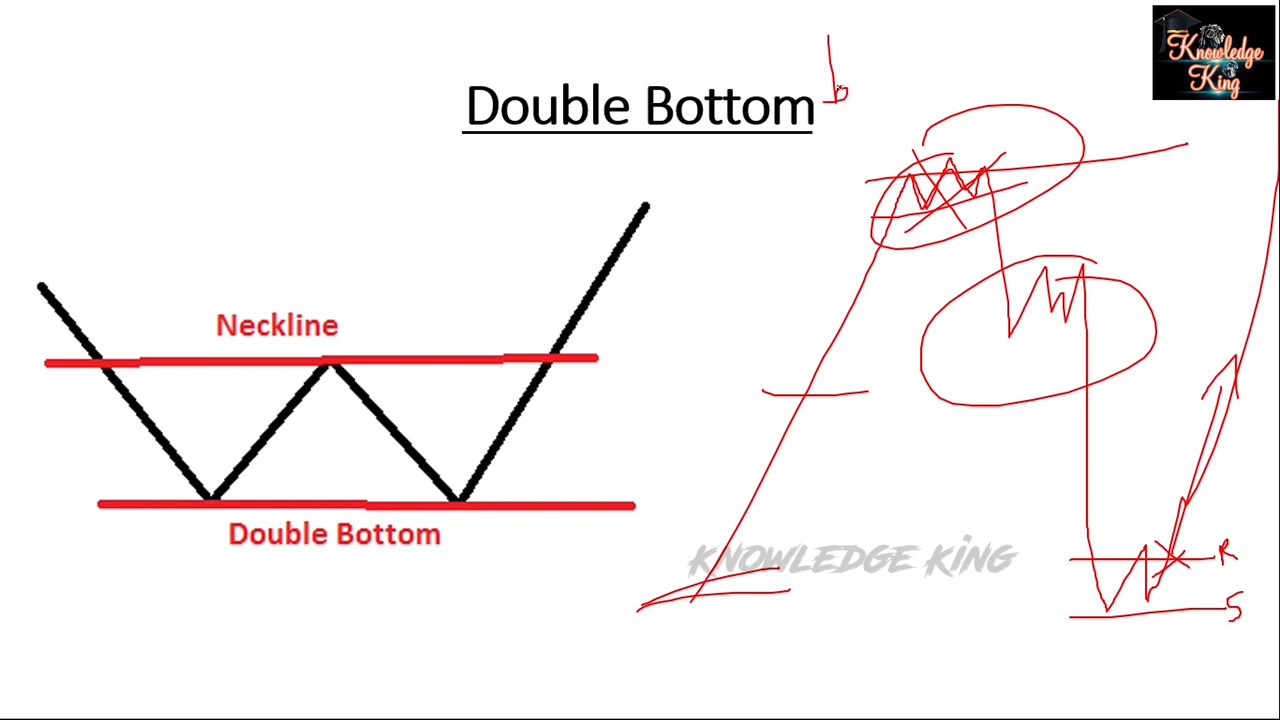 Double Bottom
b
Knowledge
King
Neckline
Double Bottom
KNOWLEDGE KING
R
S